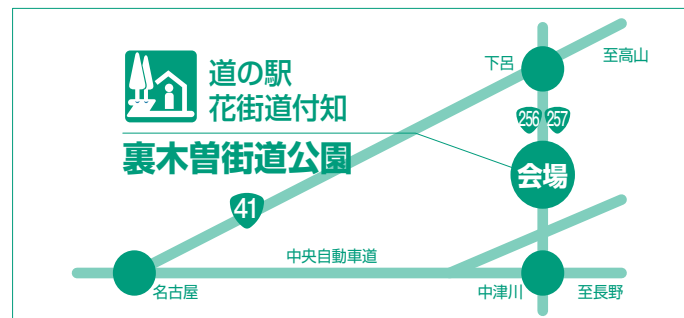 道の駅
花街道付知
裏木曽街道公園
下呂
至高山
256 257
会場
41
中央自動車道
名古屋
中津川
至長野